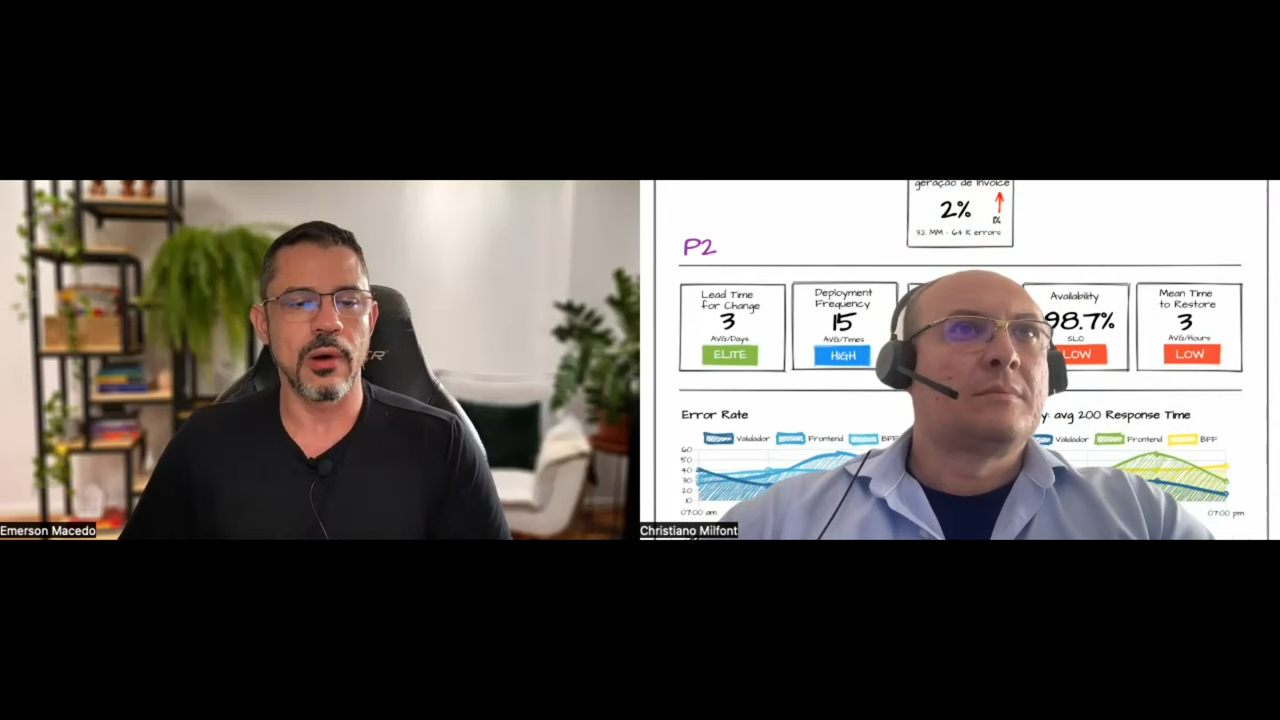 geração de Invoice
2%
1%
32 MM - 64 K errors
P2
Lead Time
for Change
3
AVG/Days
ELITE
Deployment
Frequency
15
AVG/Times
HIGH
Availability
98.7%
SLO
LOW
Mean Time
to Restore
3
AVG/Hours
LOW
Error Rate
Validador
Frontend
BFF
60
50
40
30
20
10
07:00 am
y: avg 200 Response Time
Validador
Frontend
BFF
07:00 pm
Emerson Macedo
Christiano Milfont